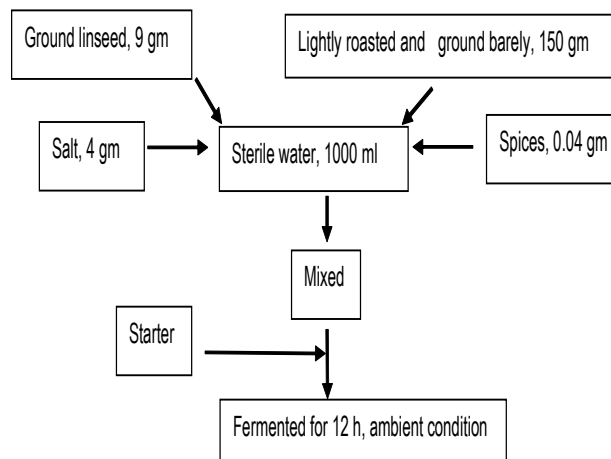 Ground linseed, 9 gm
Lightly roasted and ground barely, 150 gm
Salt, 4 gm
Sterile water, 1000 ml
Spices, 0.04 gm
Mixed
Starter
Fermented for 12 h, ambient condition